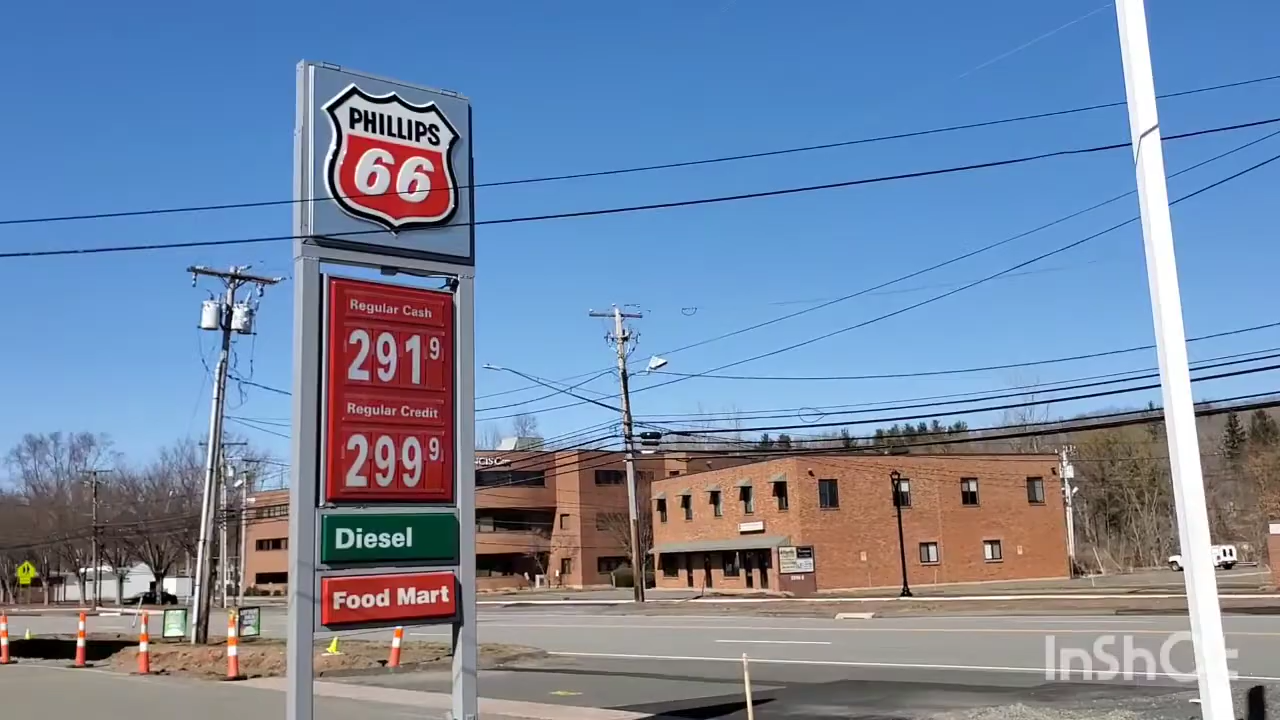 PHILLIPS
66
Regular Cash
291 9
Regular Credit
299 9
Diesel
Food Mart
InShOt